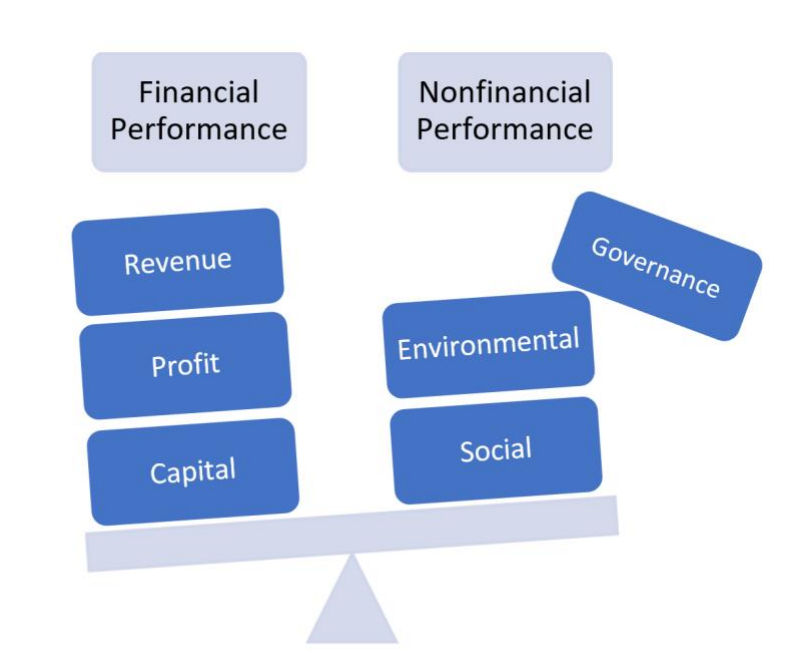 Financial
Performance
Nonfinancial
Performance
Revenue
Profit
Capital
Governance
Environmental
Social